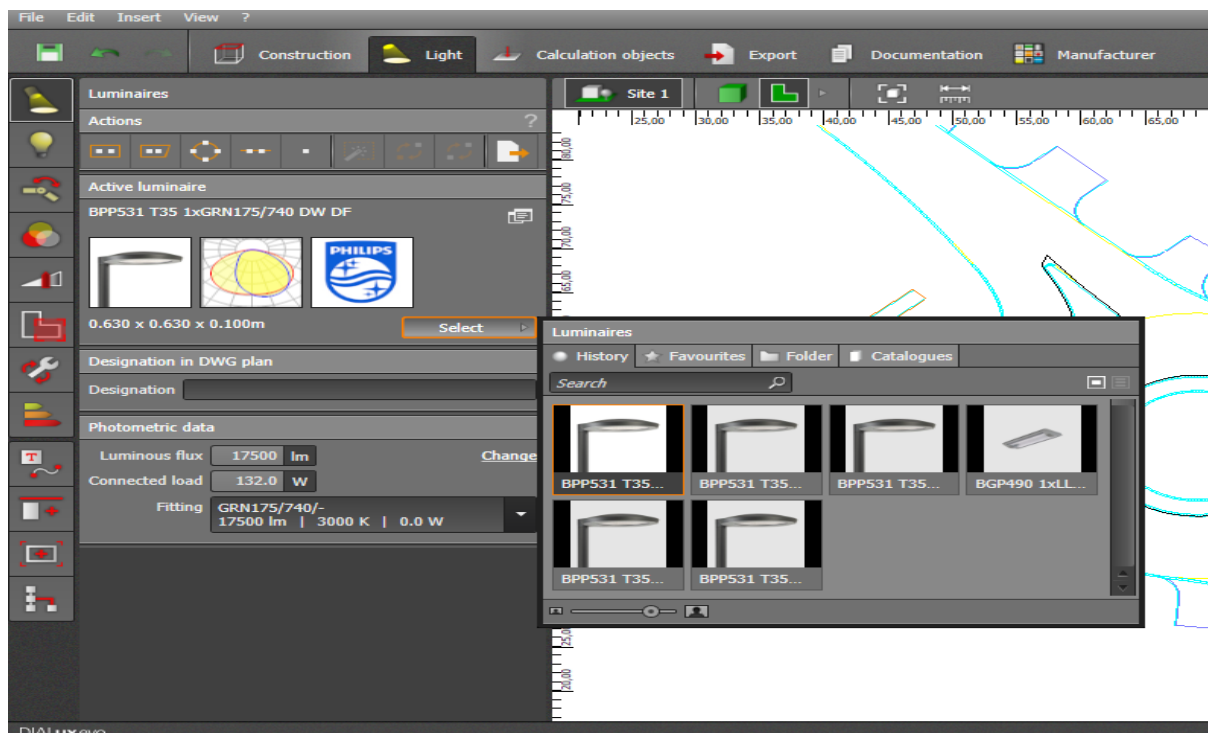 File Edit Insert View ?
Construction Light Calculation objects Export Documentation Manufacturer
Luminaires
Site 1
Actions ?
25,00 30,00 35,00 40,00 45,00 50,00 55,00 60,00 65,00
80,00
Active luminaire
75,00
BPP531 T35 1xGRN175/740 DW DF
70,00
PHILIPS
65,00
0.630 x 0.630 x 0.100m
Select
Luminaires
Designation in DWG plan
History Favourites Folder Catalogues
Designation
Search
Photometric data
Luminous flux 17500 lm Change
Connected load 132.0 W
BPP531 T35... BPP531 T35... BPP531 T35... BGP490 1xLL...
Fitting GRN175/740/-
17500 lm | 3000 K | 0.0 W
BPP531 T35... BPP531 T35...
25,00
20,00
DIALux evo